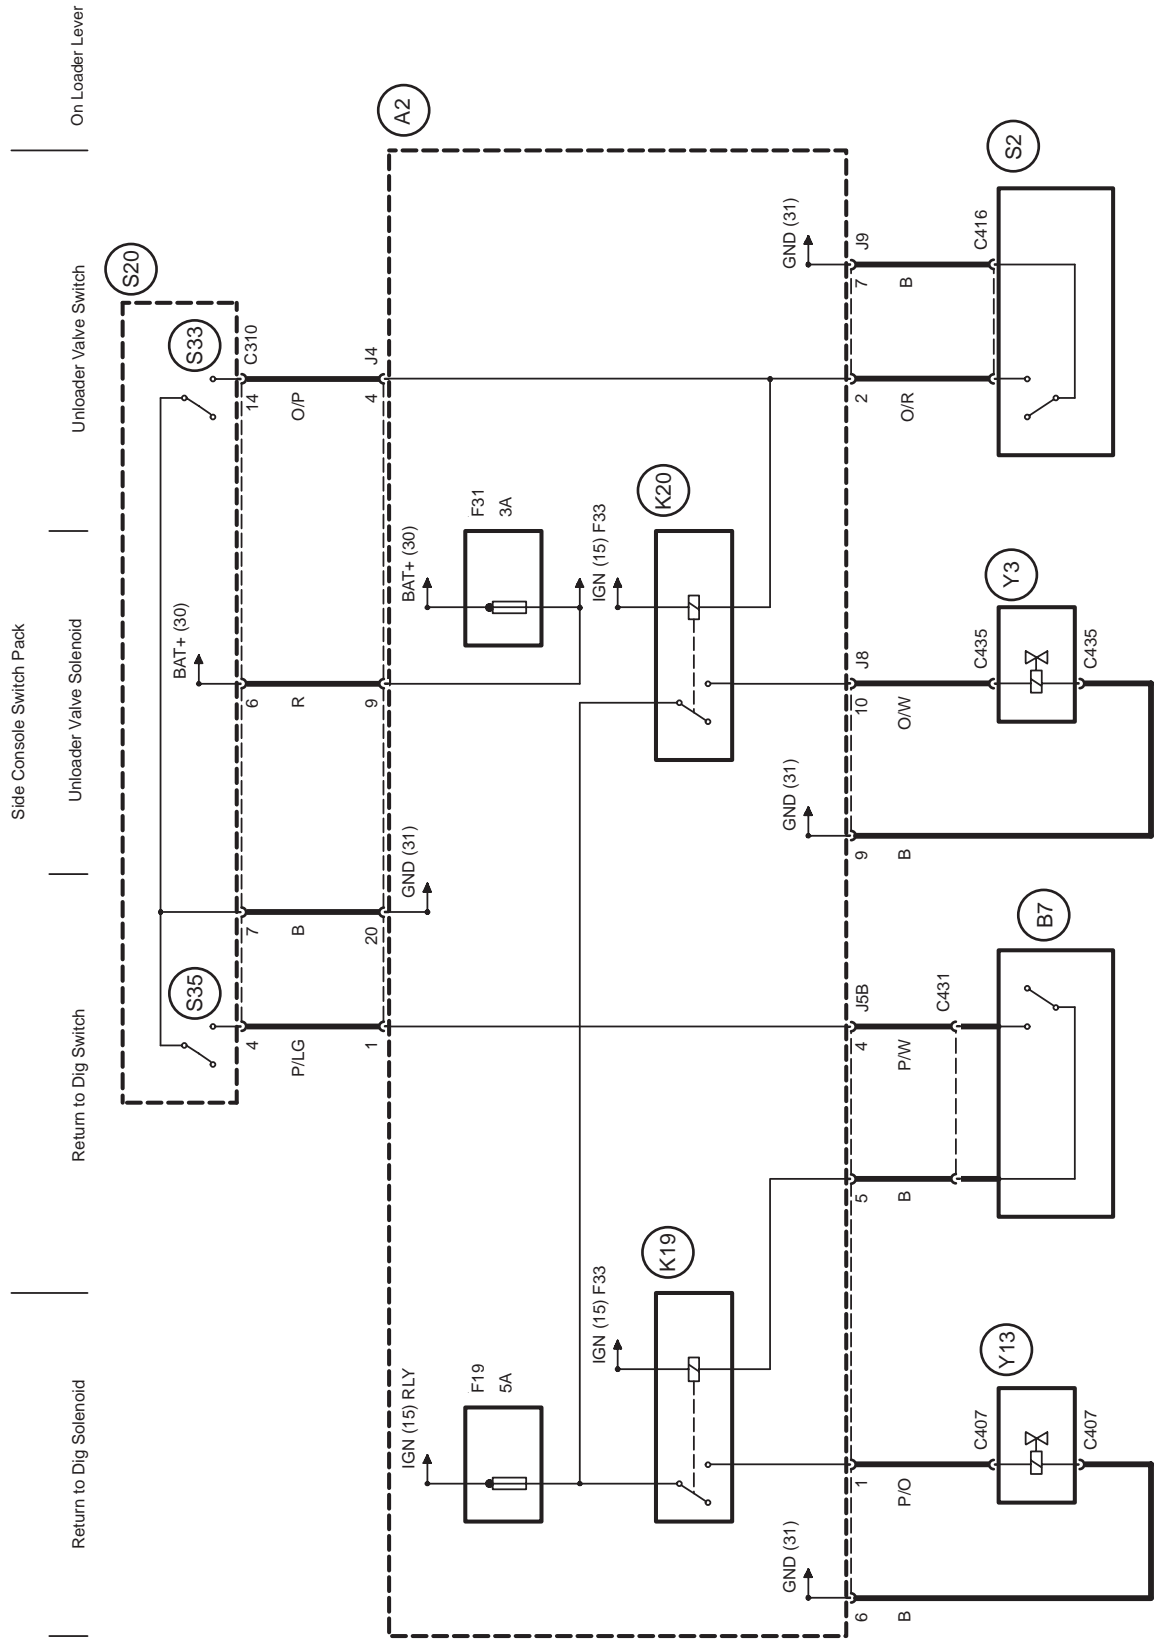 Side Console Switch Pack
Return to Dig Solenoid
Return to Dig Switch
Unloader Valve Solenoid
Unloader Valve Switch
On Loader Lever
S20
S35
S33
BAT+ (30)
C310
4
7
6
14
P/LG
B
R
O/P
J4
1
20
9
4
A2
IGN (15) RLY
GND (31)
BAT+ (30)
F19
5A
F31
3A
IGN (15) F33
IGN (15) F33
K19
K20
GND (31)
GND (31)
GND (31)
J5B
J8
J9
6
1
5
4
9
10
2
7
B
P/O
B
P/W
B
O/W
O/R
B
C407
C431
C435
C416
Y13
B7
Y3
S2
C407
C435